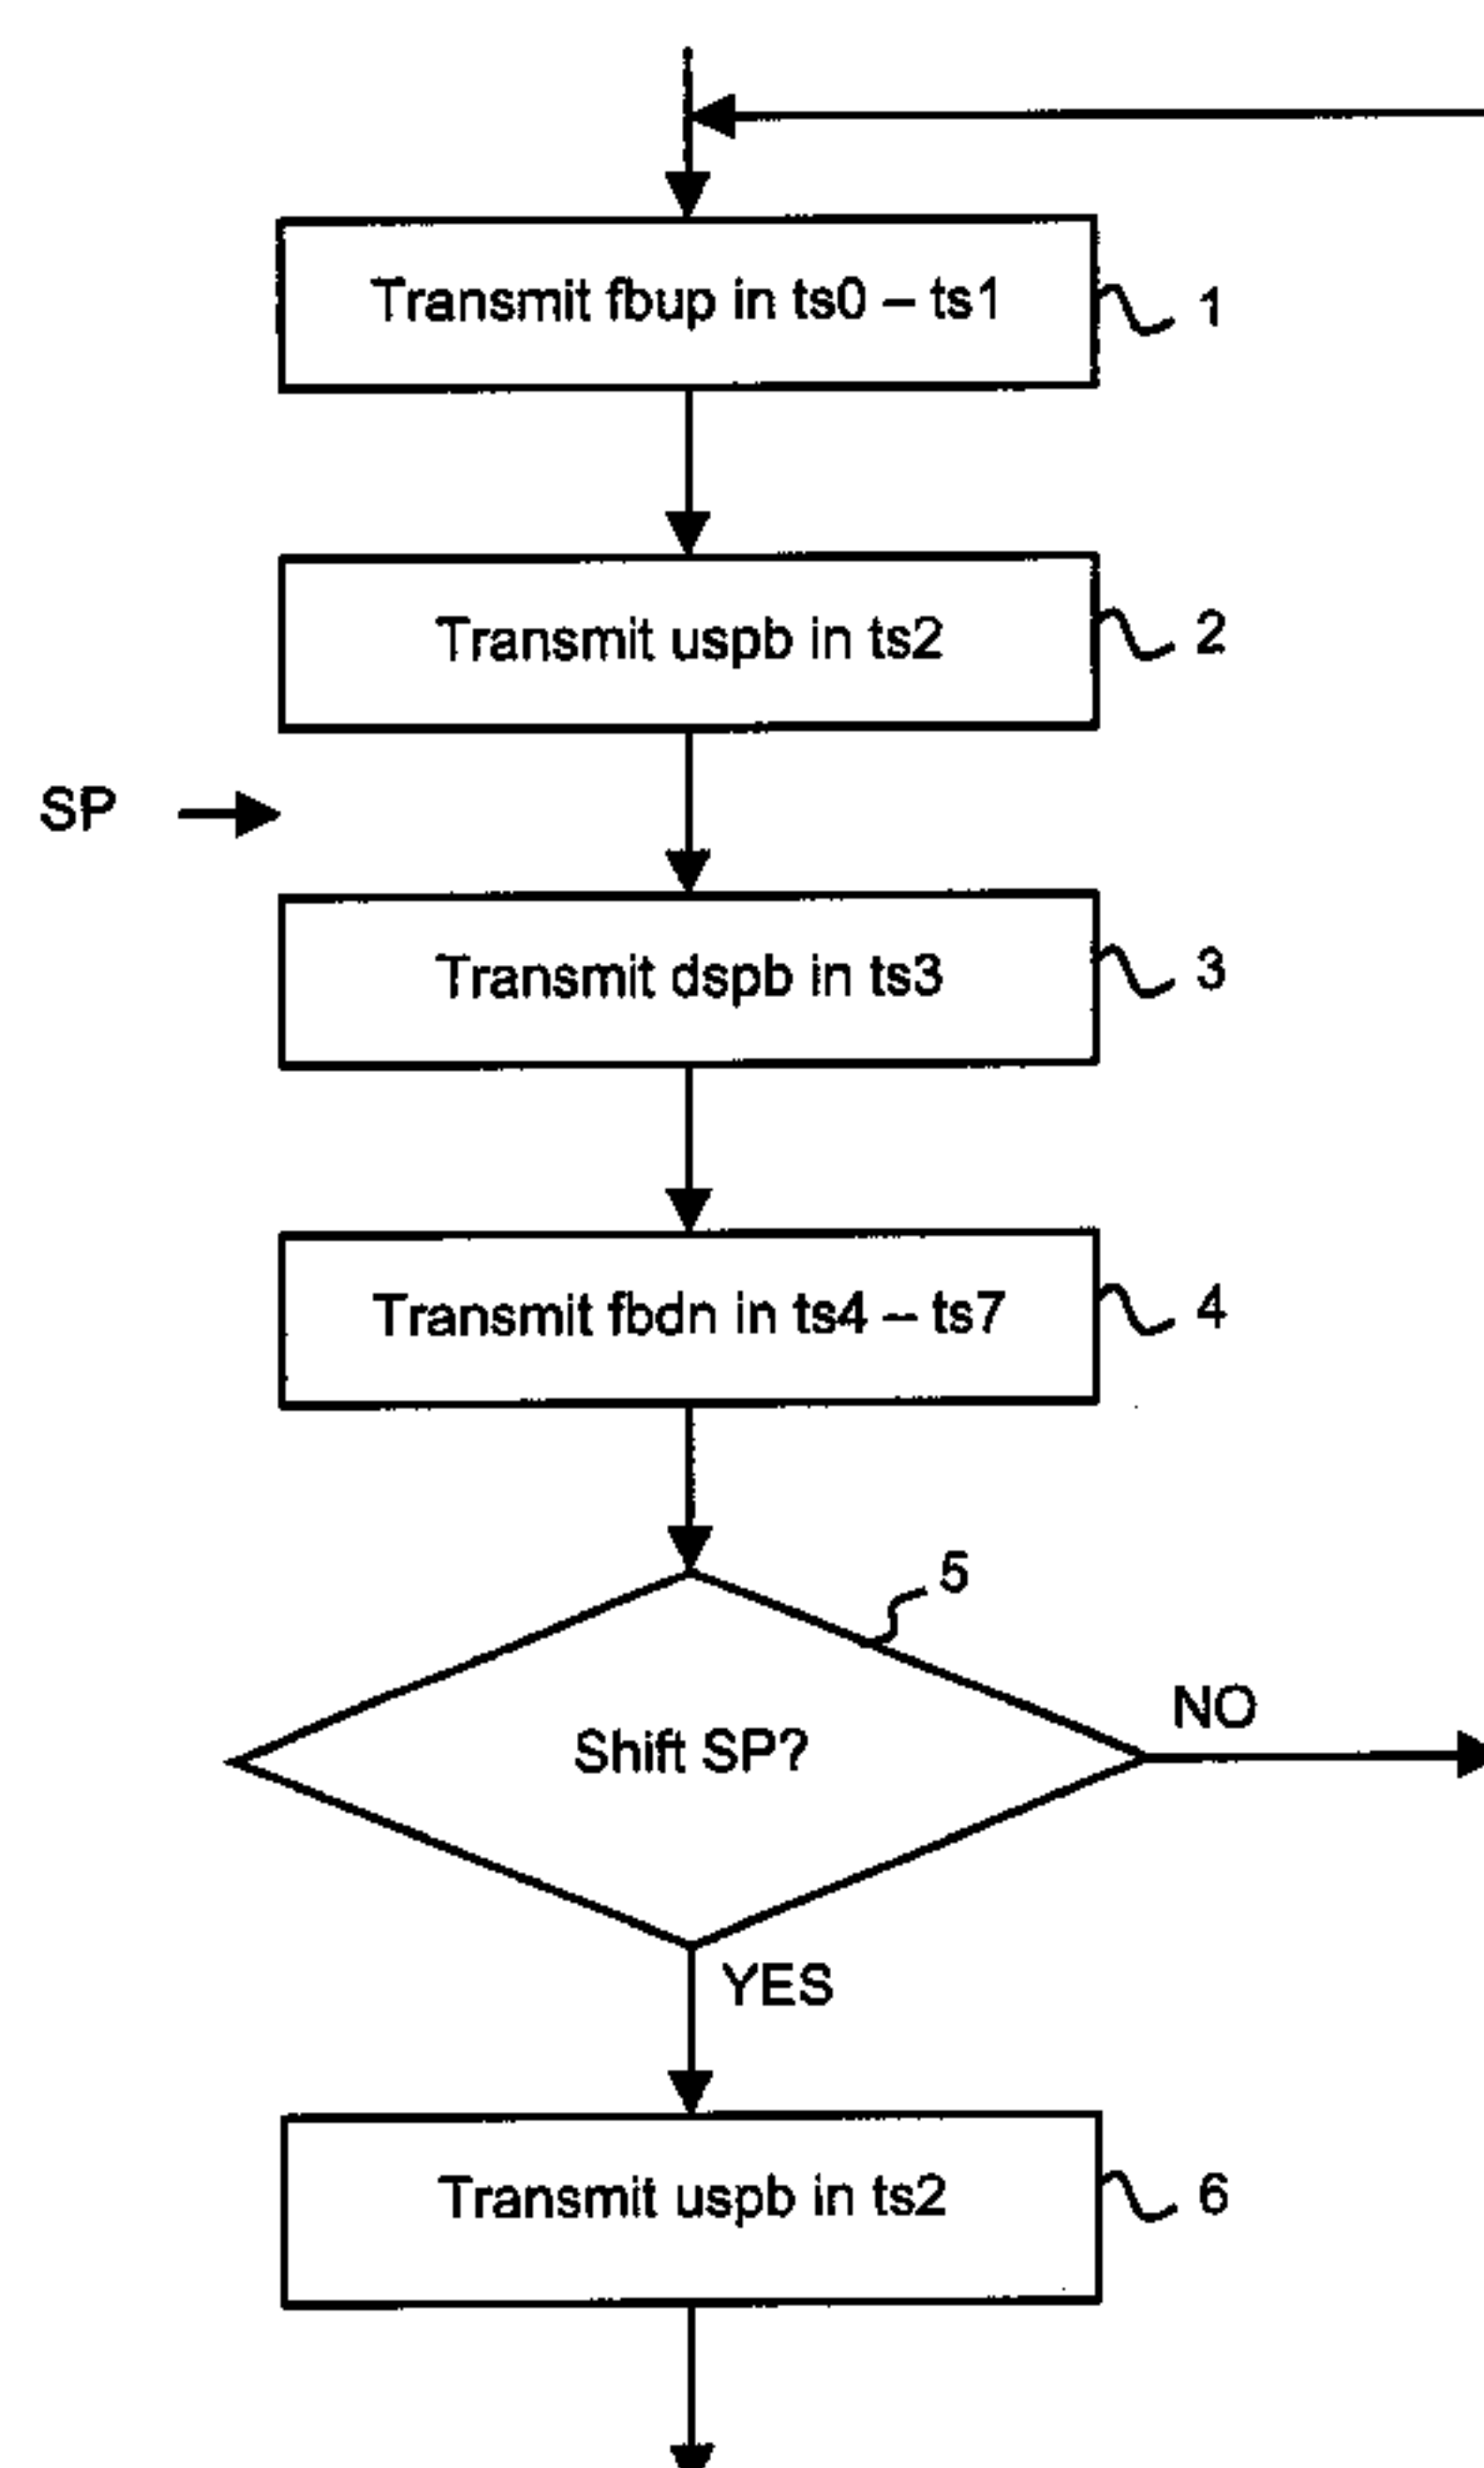 Transmit fbup in ts0 – ts1
1
Transmit uspb in ts2
2
SP
Transmit dspb in ts3
3
Transmit fbdn in ts4 – ts7
4
5
Shift SP?
NO
YES
Transmit uspb in ts2
6